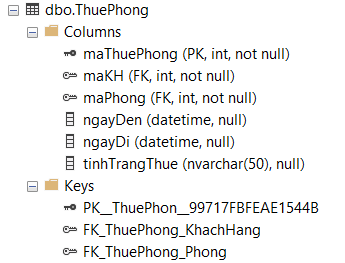 dbo.ThuePhong
Columns
maThuePhong (PK, int, not null)
maKH (FK, int, not null)
maPhong (FK, int, not null)
ngayDen (datetime, null)
ngayDi (datetime, null)
tinhTrangThue (nvarchar(50), null)
Keys
PK__ThuePhon__99717FBFEAE1544B
FK_ThuePhong_KhachHang
FK_ThuePhong_Phong